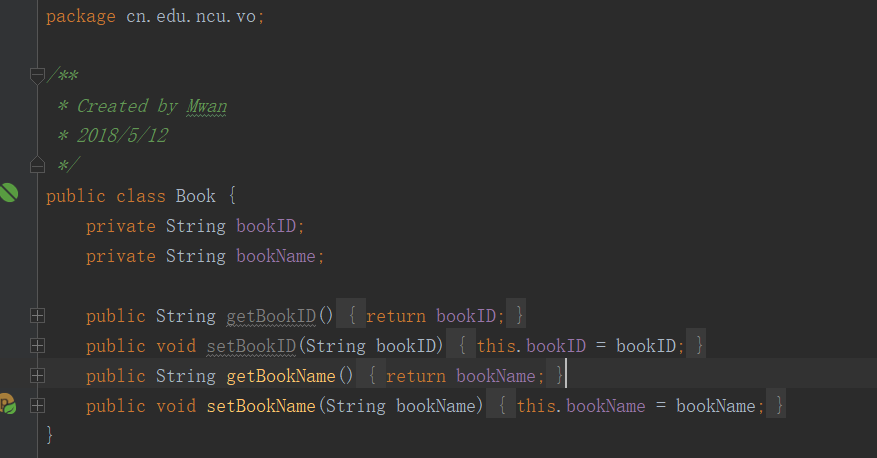 package cn.edu.ncu.vo;
/**
* Created by Mwan
* 2018/5/12
*/
public class Book {
private String bookID;
private String bookName;
public String getBookID() { return bookID; }
public void setBookID(String bookID) { this.bookID = bookID; }
public String getBookName() { return bookName; }
public void setBookName(String bookName) { this.bookName = bookName; }
}